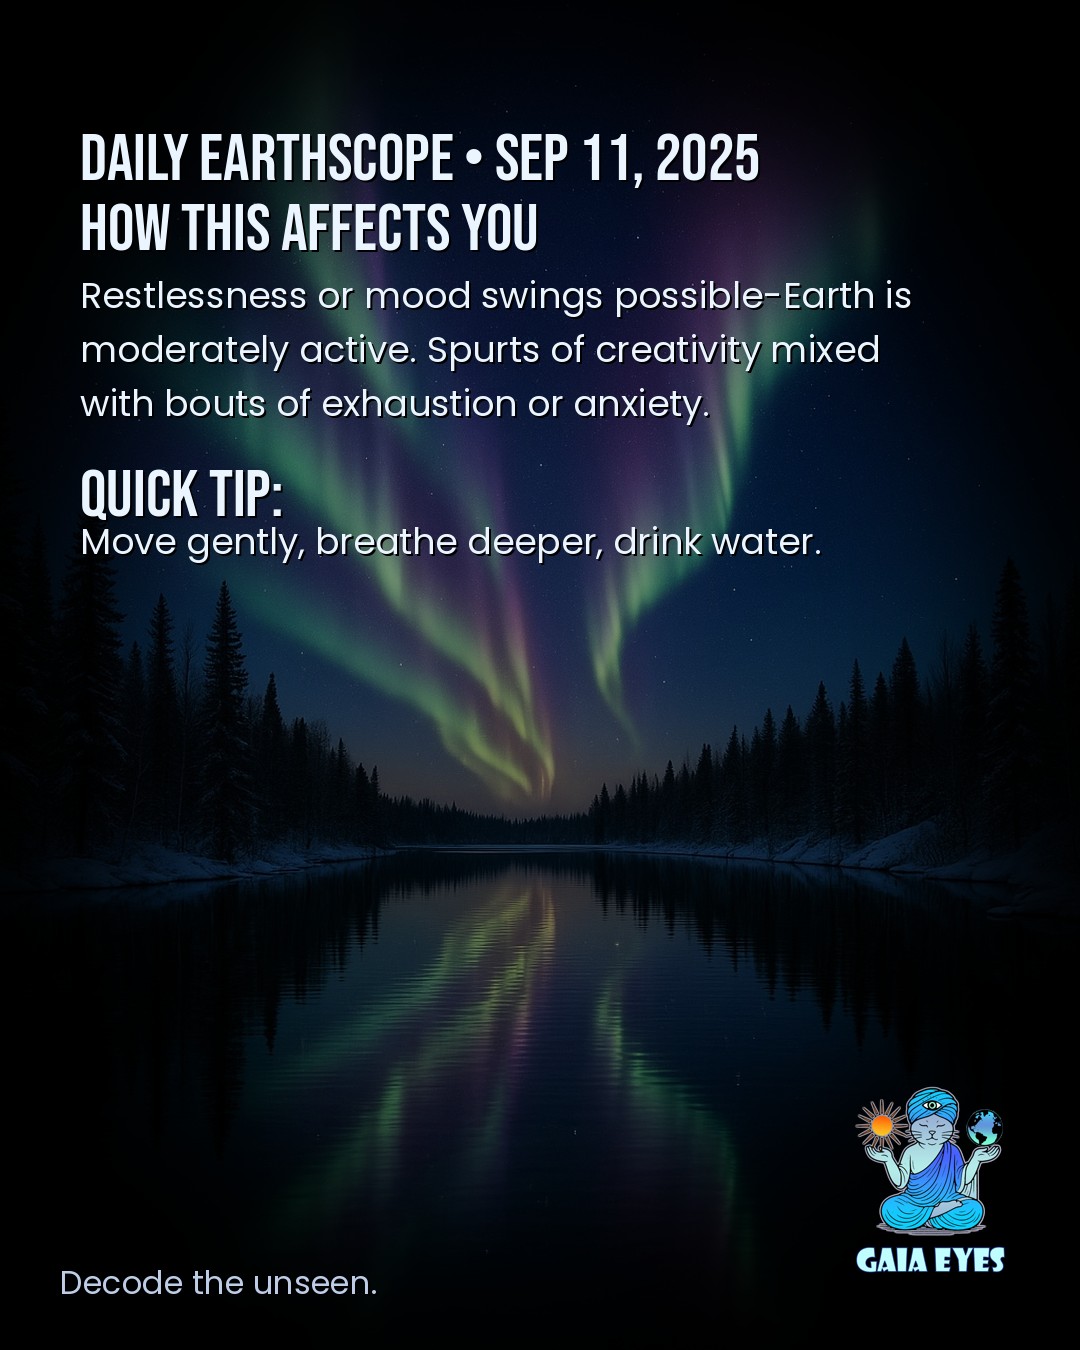 DAILY EARTHSCOPE • SEP 11, 2025
HOW THIS AFFECTS YOU
Restlessness or mood swings possible-Earth is
moderately active. Spurts of creativity mixed
with bouts of exhaustion or anxiety.
QUICK TIP:
Move gently, breathe deeper, drink water.
GAIA EYES
Decode the unseen.